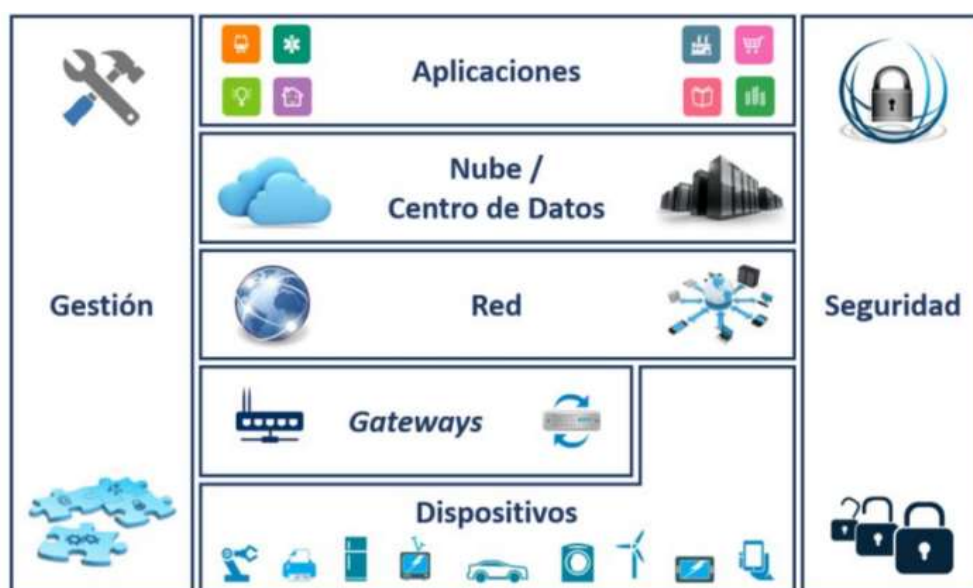 Aplicaciones
Nube /
Centro de Datos
Gestión
Red
Seguridad
Gateways
Dispositivos